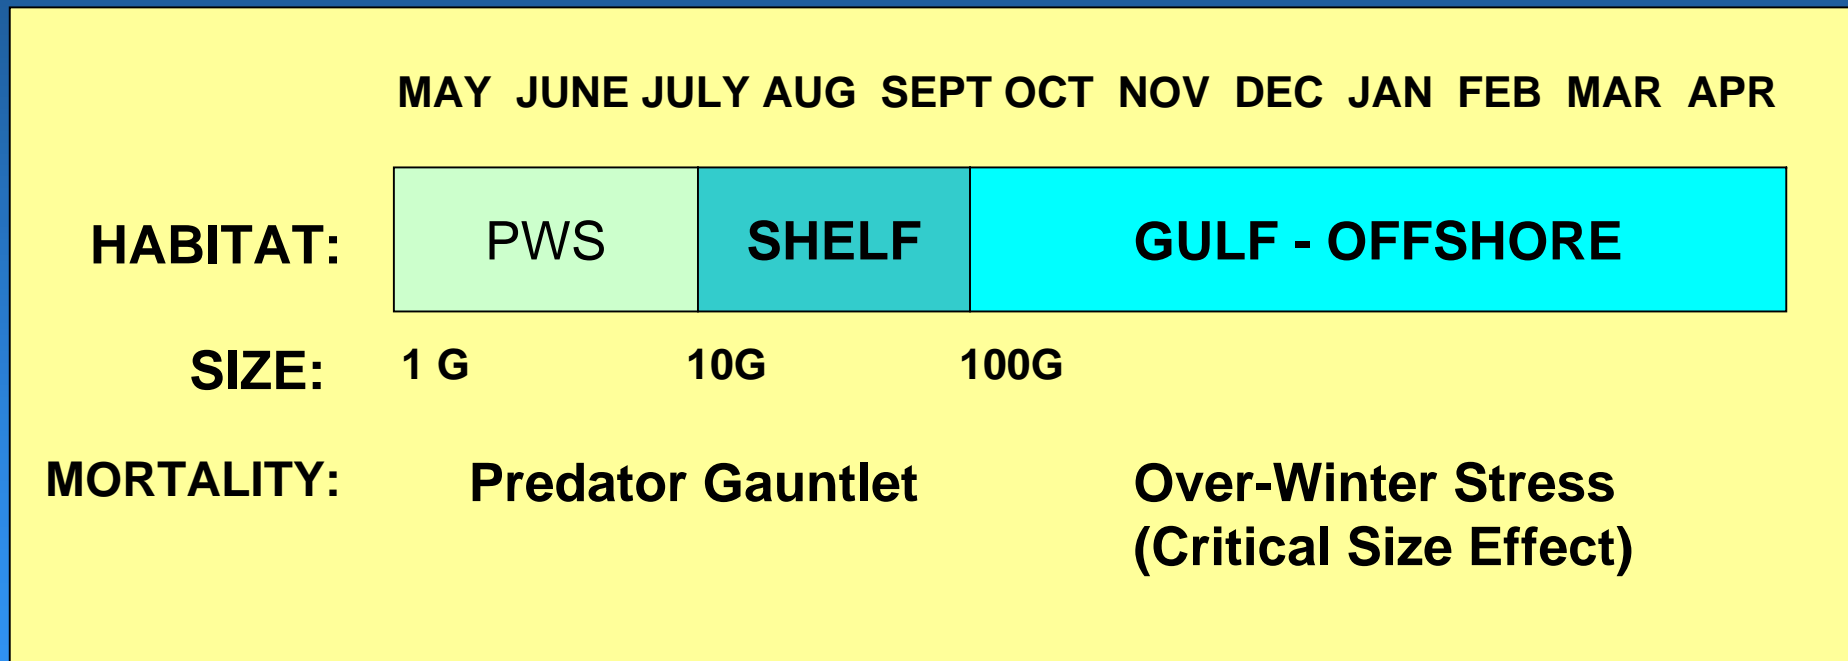 MAY JUNE JULY AUG SEPT OCT NOV DEC JAN FEB MAR APR
HABITAT: PWS SHELF GULF - OFFSHORE
SIZE: 1 G 10G 100G
MORTALITY: Predator Gauntlet Over-Winter Stress
(Critical Size Effect)